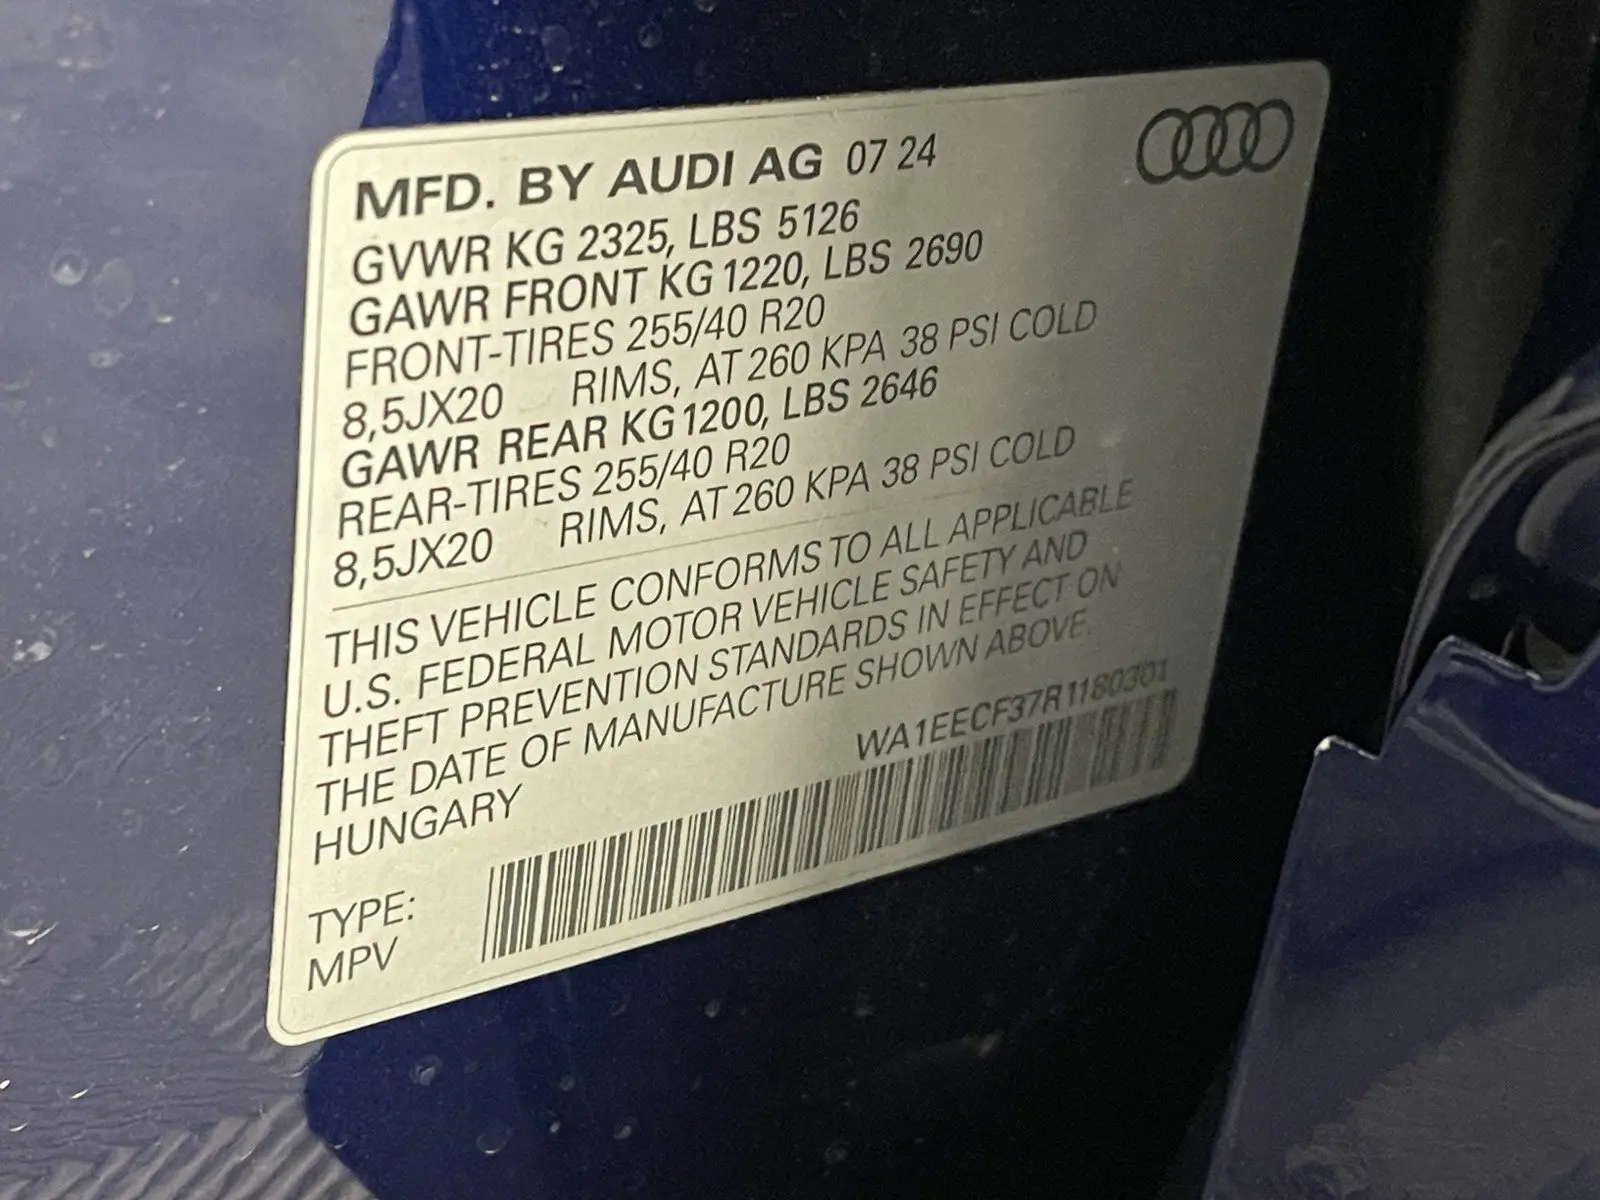 MFD. BY AUDI AG 07 24
GVWR KG 2325, LBS 5126
GAWR FRONT KG 1220, LBS 2690
FRONT-TIRES 255/40 R20
8,5JX20 RIMS, AT 260 KPA 38 PSI COLD
GAWR REAR KG 1200, LBS 2646
REAR-TIRES 255/40 R20
8,5JX20 RIMS, AT 260 KPA 38 PSI COLD
THIS VEHICLE CONFORMS TO ALL APPLICABLE
U.S. FEDERAL MOTOR VEHICLE SAFETY AND
THEFT PREVENTION STANDARDS IN EFFECT ON
THE DATE OF MANUFACTURE SHOWN ABOVE.
HUNGARY
WA1EECF37R1180301
TYPE:
MPV